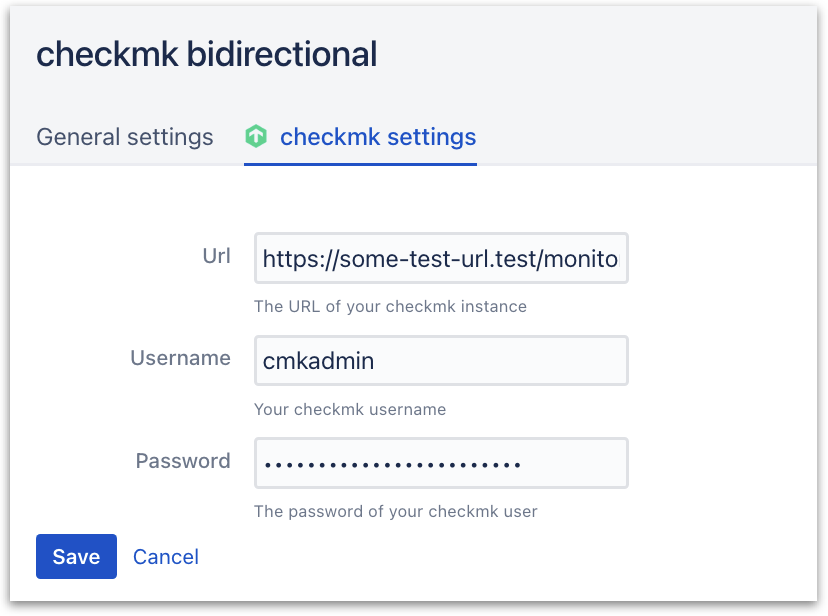 checkmk bidirectional
General settings
checkmk settings
Url
https://some-test-url.test/monito
The URL of your checkmk instance
Username
cmkadmin
Your checkmk username
Password
••••••••••••••••••••••••
The password of your checkmk user
Save
Cancel